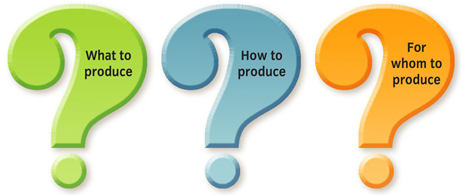 What to
produce
How to
produce
For
whom to
produce